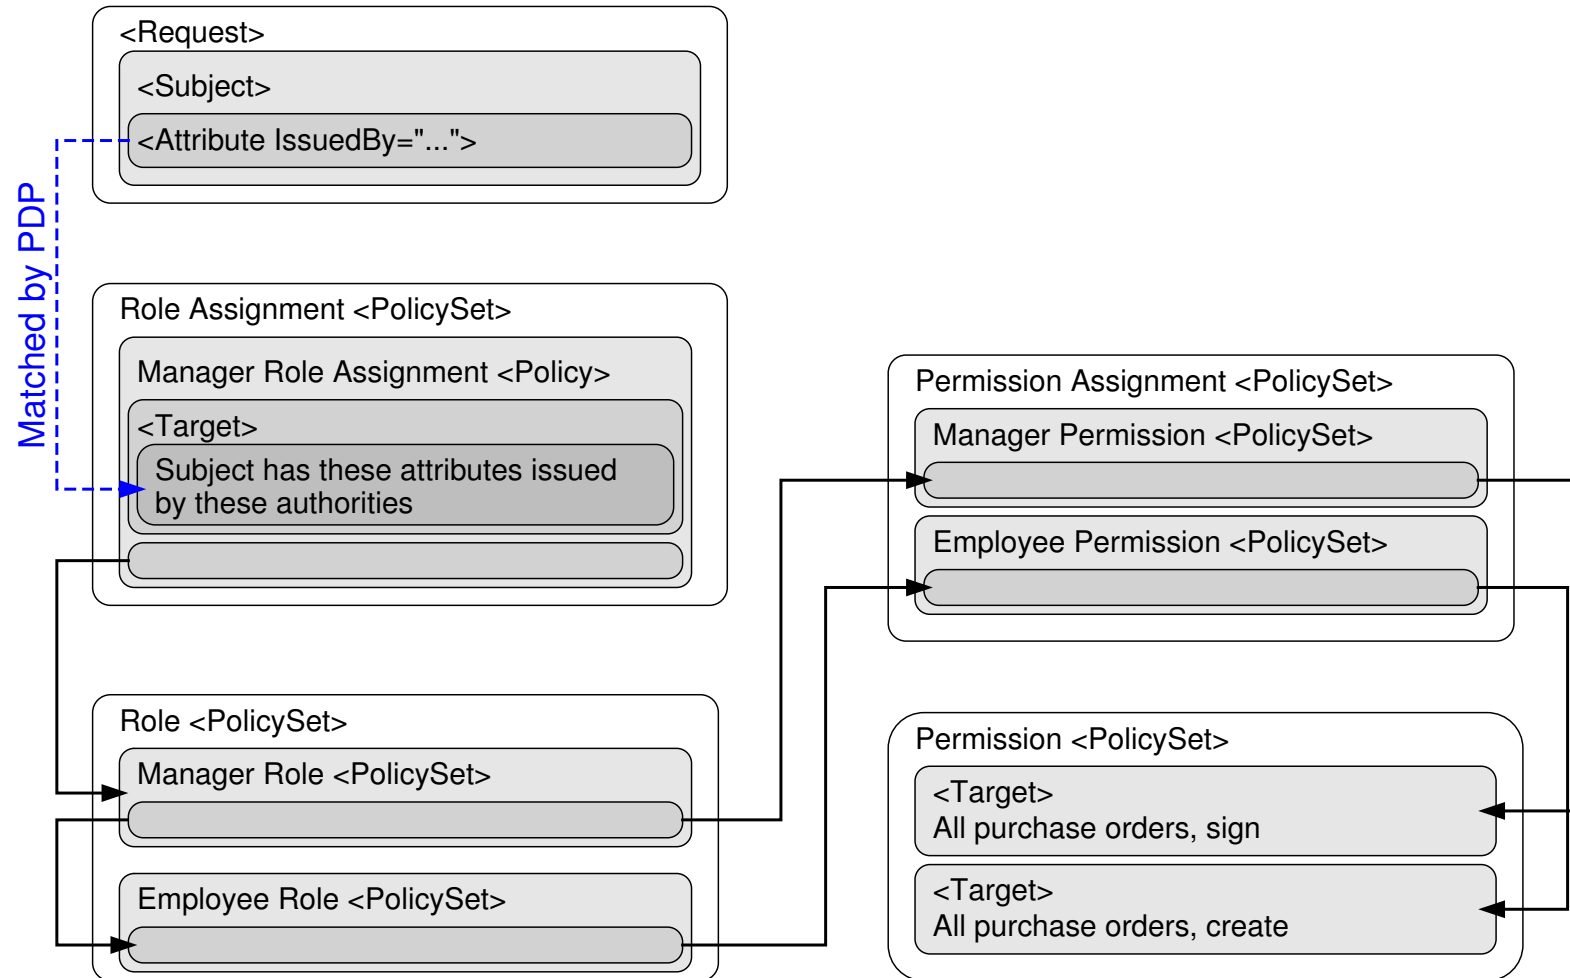 <Request>
<Subject>
<Attribute IssuedBy="...">
Matched by PDP
Role Assignment <PolicySet>
Manager Role Assignment <Policy>
<Target>
Subject has these attributes issued
by these authorities
Role <PolicySet>
Manager Role <PolicySet>
Employee Role <PolicySet>
Permission Assignment <PolicySet>
Manager Permission <PolicySet>
Employee Permission <PolicySet>
Permission <PolicySet>
<Target>
All purchase orders, sign
<Target>
All purchase orders, create